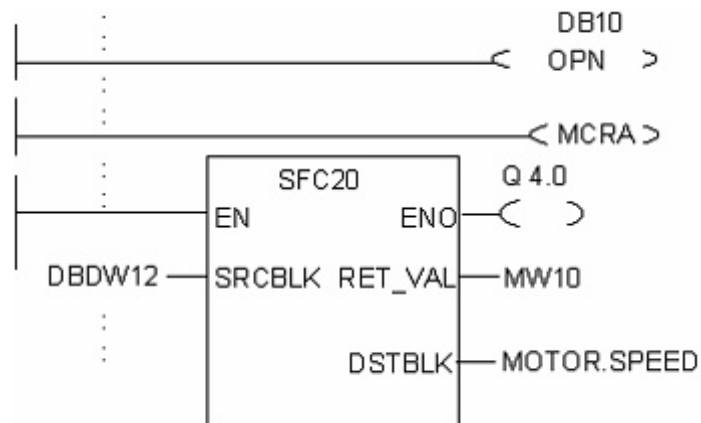 DB10
OPN
MCRA
SFC20
Q 4.0
EN ENO
DBDW12 SRCBLK RET_VAL MW10
DSTBLK MOTOR.SPEED